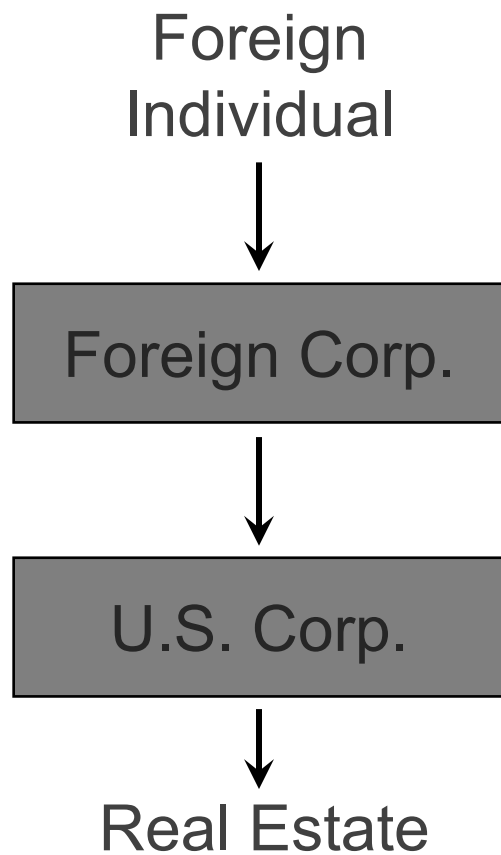 Foreign
Individual
Foreign Corp.
U.S. Corp.
Real Estate